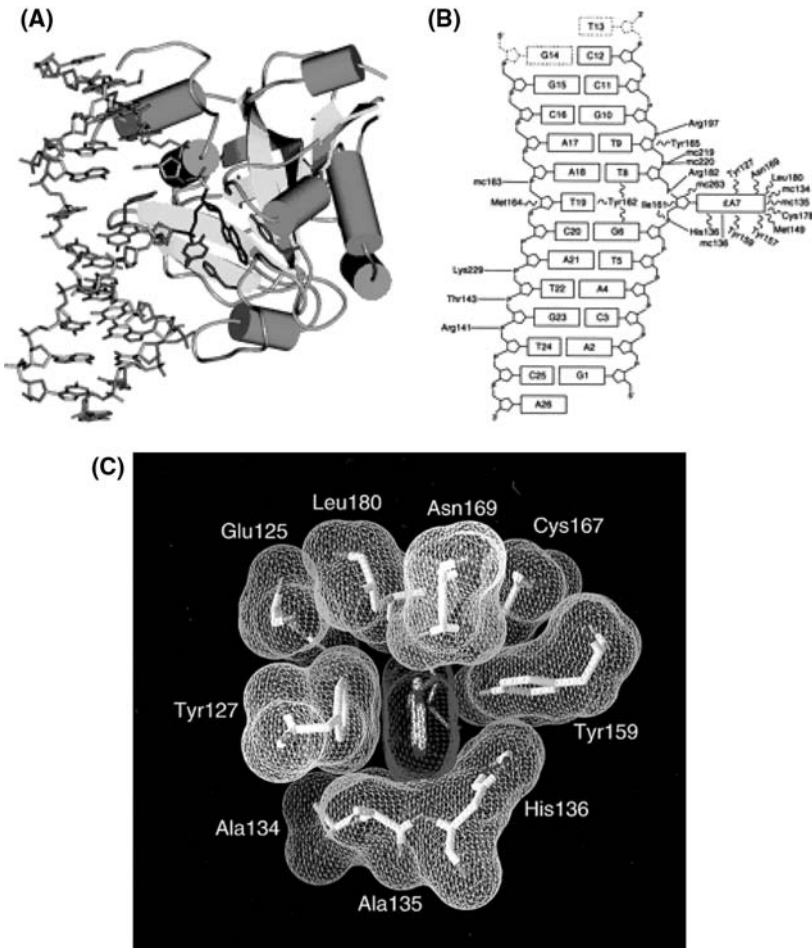 (A)
(B)
3'
5'
T13
G14
C12
G15
C11
C16
G10
Arg197
A17
T9
Tyr165
mc219
mc220
Tyr127
Asn169
A18
T8
Arg182
Leu180
mc163
mc263
mc134
Met164
T19
Tyr162
Ile161
εA7
mc135
Cys178
C20
G6
His136
mc136
Tyr159
Tyr157
Met149
A21
T5
Lys229
T22
A4
Thr143
G23
C3
Arg141
T24
A2
C25
G1
A26
(C)
Leu180
Asn169
Glu125
Cys167
Tyr127
Tyr159
Ala134
His136
Ala135